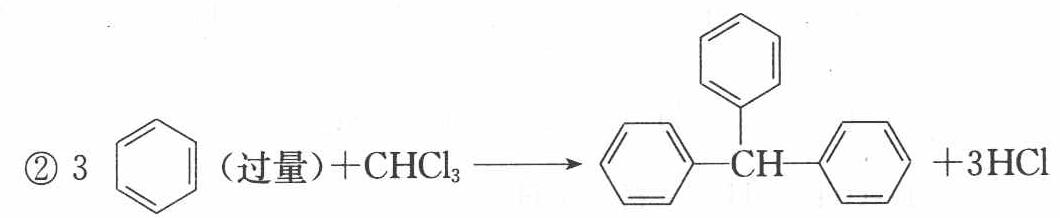 ② 3 (过量)+CHCl₃ CH +3HCl